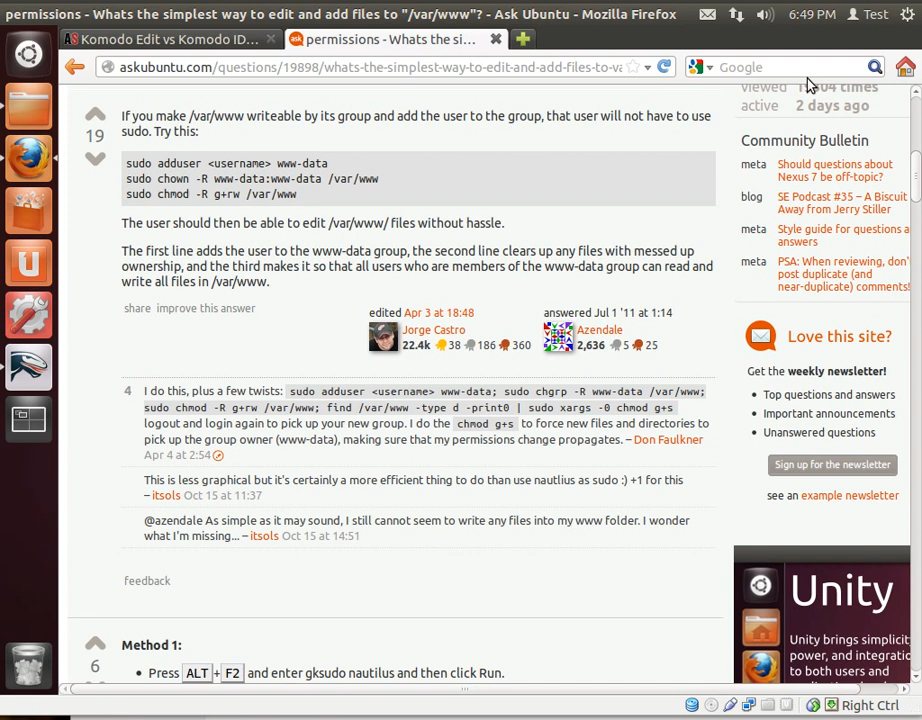 permissions - Whats the simplest way to edit and add files to "/var/www"? - Ask Ubuntu - Mozilla Firefox
6:49 PM
Test
Komodo Edit vs Komodo ID...
permissions - Whats the si...
askubuntu.com/questions/19898/whats-the-simplest-way-to-edit-and-add-files-to-va
Google
19
If you make /var/www writeable by its group and add the user to the group, that user will not have to use
sudo. Try this:
sudo adduser <username> www-data
sudo chown -R www-data:www-data /var/www
sudo chmod -R g+rw /var/www
The user should then be able to edit /var/www/ files without hassle.
The first line adds the user to the www-data group, the second line clears up any files with messed up
ownership, and the third makes it so that all users who are members of the www-data group can read and
write all files in /var/www.
share improve this answer
edited Apr 3 at 18:48
Jorge Castro
22.4k 38 186 360
answered Jul 1 '11 at 1:14
Azendale
2,636 5 25
4
I do this, plus a few twists: sudo adduser <username> www-data; sudo chgrp -R www-data /var/www;
sudo chmod -R g+rw /var/www; find /var/www -type d -print0 | sudo xargs -0 chmod g+s
logout and login again to pick up your new group. I do the chmod g+s to force new files and directories to
pick up the group owner (www-data), making sure that my permissions change propagates. – Don Faulkner
Apr 4 at 2:54
This is less graphical but it's certainly a more efficient thing to do than use nautlius as sudo :) +1 for this
– itsols Oct 15 at 11:37
@azendale As simple as it may sound, I still cannot seem to write any files into my www folder. I wonder
what I'm missing... – itsols Oct 15 at 14:51
feedback
6
Method 1:
• Press ALT + F2 and enter gksudo nautilus and then click Run.
viewed times
active 2 days ago
Community Bulletin
meta Should questions about
Nexus 7 be off-topic?
blog SE Podcast #35 – A Biscuit
Away from Jerry Stiller
meta Style guide for questions a
answers
meta PSA: When reviewing, don'
post duplicate (and
near-duplicate) comments!
Love this site?
Get the weekly newsletter!
• Top questions and answers
• Important announcements
• Unanswered questions
Sign up for the newsletter
see an example newsletter
Unity
Unity brings simplicit
power, and integratio
to both users and
Right Ctrl